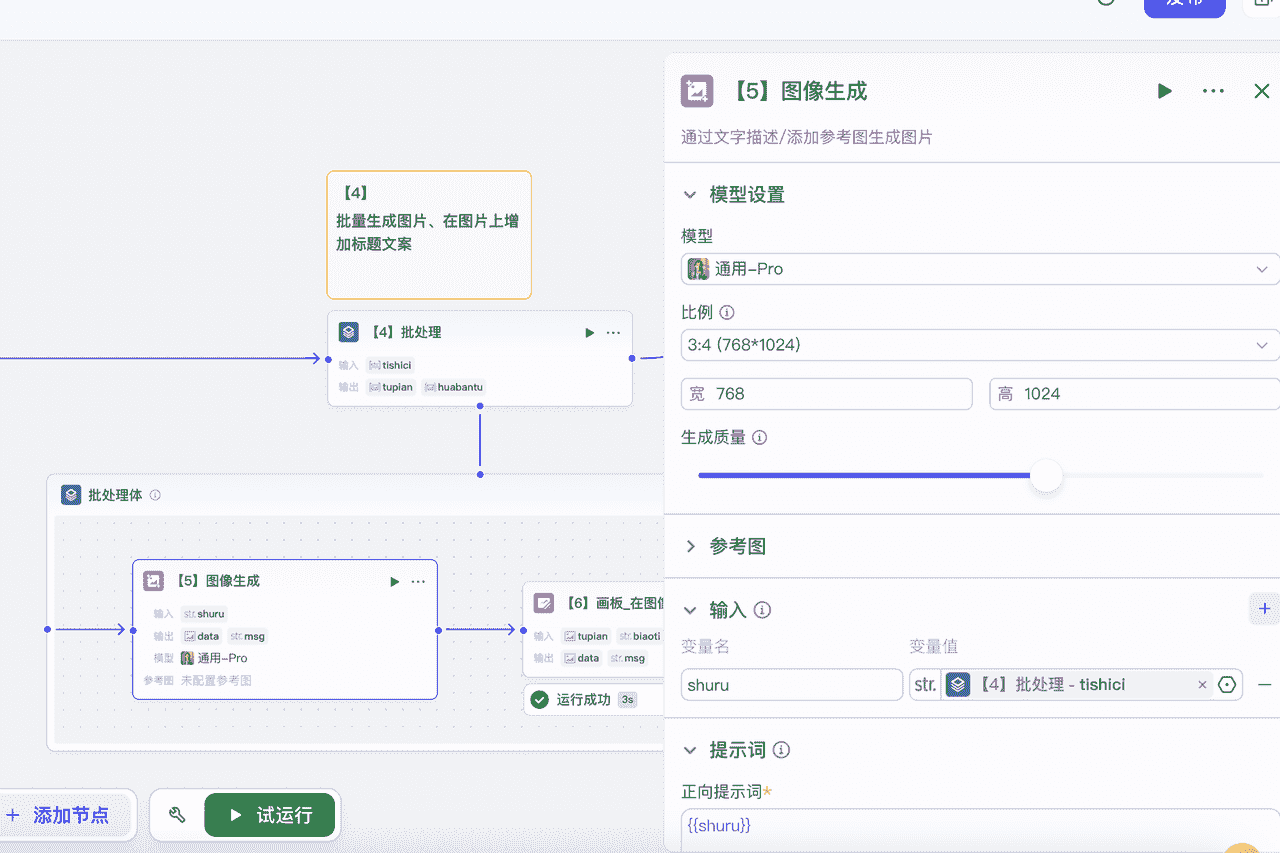 发布
【4】
批量生成图片、在图片上增
加标题文案
【4】批处理
输入 tishici
输出 tupian huabantu
批处理体
【5】图像生成
输入 str. shuru
输出 data str. msg
模型 通用-Pro
参考图 未配置参考图
【6】画板_在图像
输入 tupian str. biaoti
输出 data str. msg
运行成功 3s
+ 添加节点
试运行
【5】图像生成
通过文字描述/添加参考图生成图片
模型设置
模型
通用-Pro
比例
3:4 (768*1024)
宽 768 高 1024
生成质量
参考图
输入
变量名 变量值
shuru str. 【4】批处理 - tishici
提示词
正向提示词*
{{shuru}}